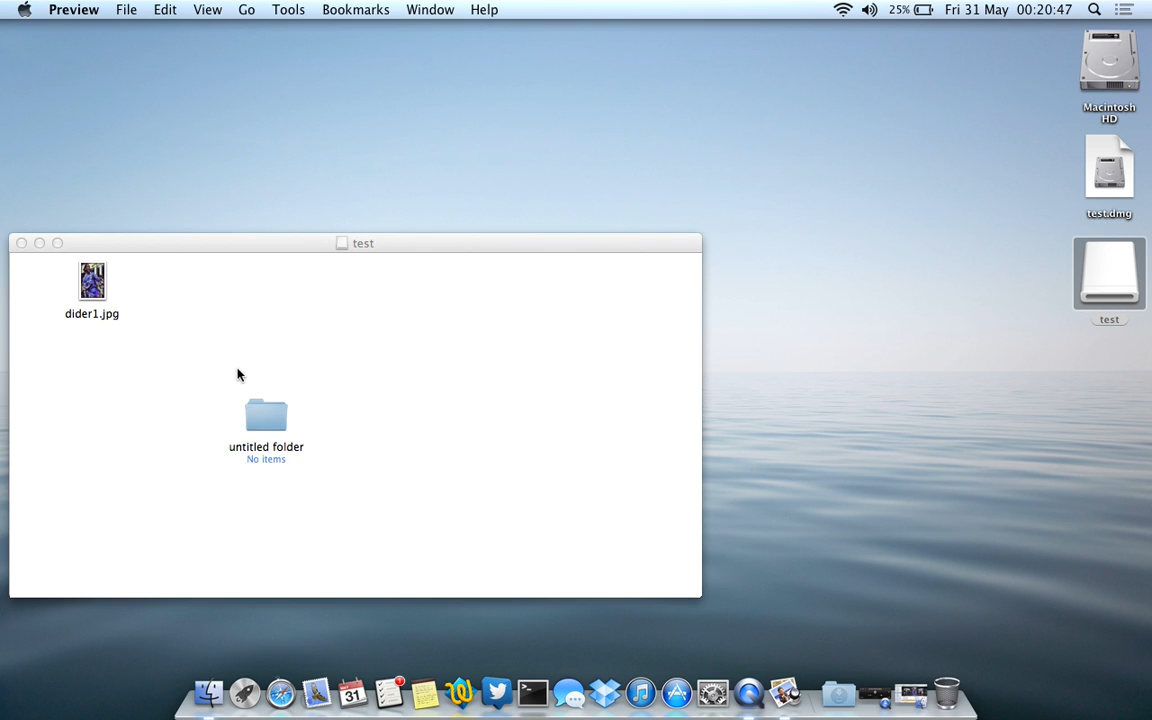 Preview File Edit View Go Tools Bookmarks Window Help 25% Fri 31 May 00:20:47
Macintosh
HD
test.dmg
test
test
dider1.jpg
untitled folder
No items
31